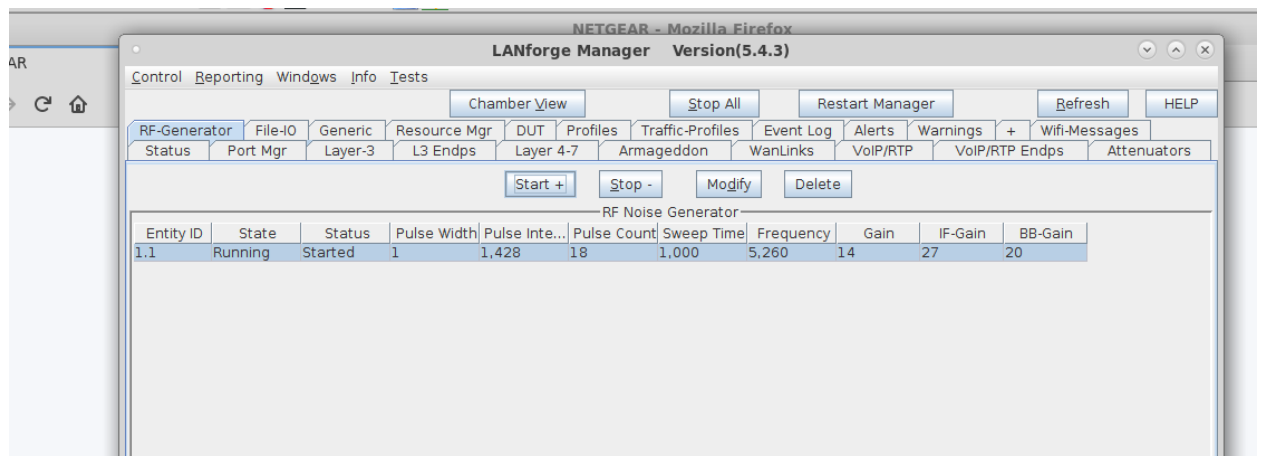 NETGEAR - Mozilla Firefox
LANforge Manager Version(5.4.3)
AR
Control Reporting Windows Info Tests
Chamber View Stop All Restart Manager Refresh HELP
RF-Generator File-IO Generic Resource Mgr DUT Profiles Traffic-Profiles Event Log Alerts Warnings + Wifi-Messages
Status Port Mgr Layer-3 L3 Endps Layer 4-7 Armageddon WanLinks VoIP/RTP VoIP/RTP Endps Attenuators
Start + Stop - Modify Delete
RF Noise Generator
Entity ID State Status Pulse Width Pulse Inte... Pulse Count Sweep Time Frequency Gain IF-Gain BB-Gain
1.1 Running Started 1 1,428 18 1,000 5,260 14 27 20